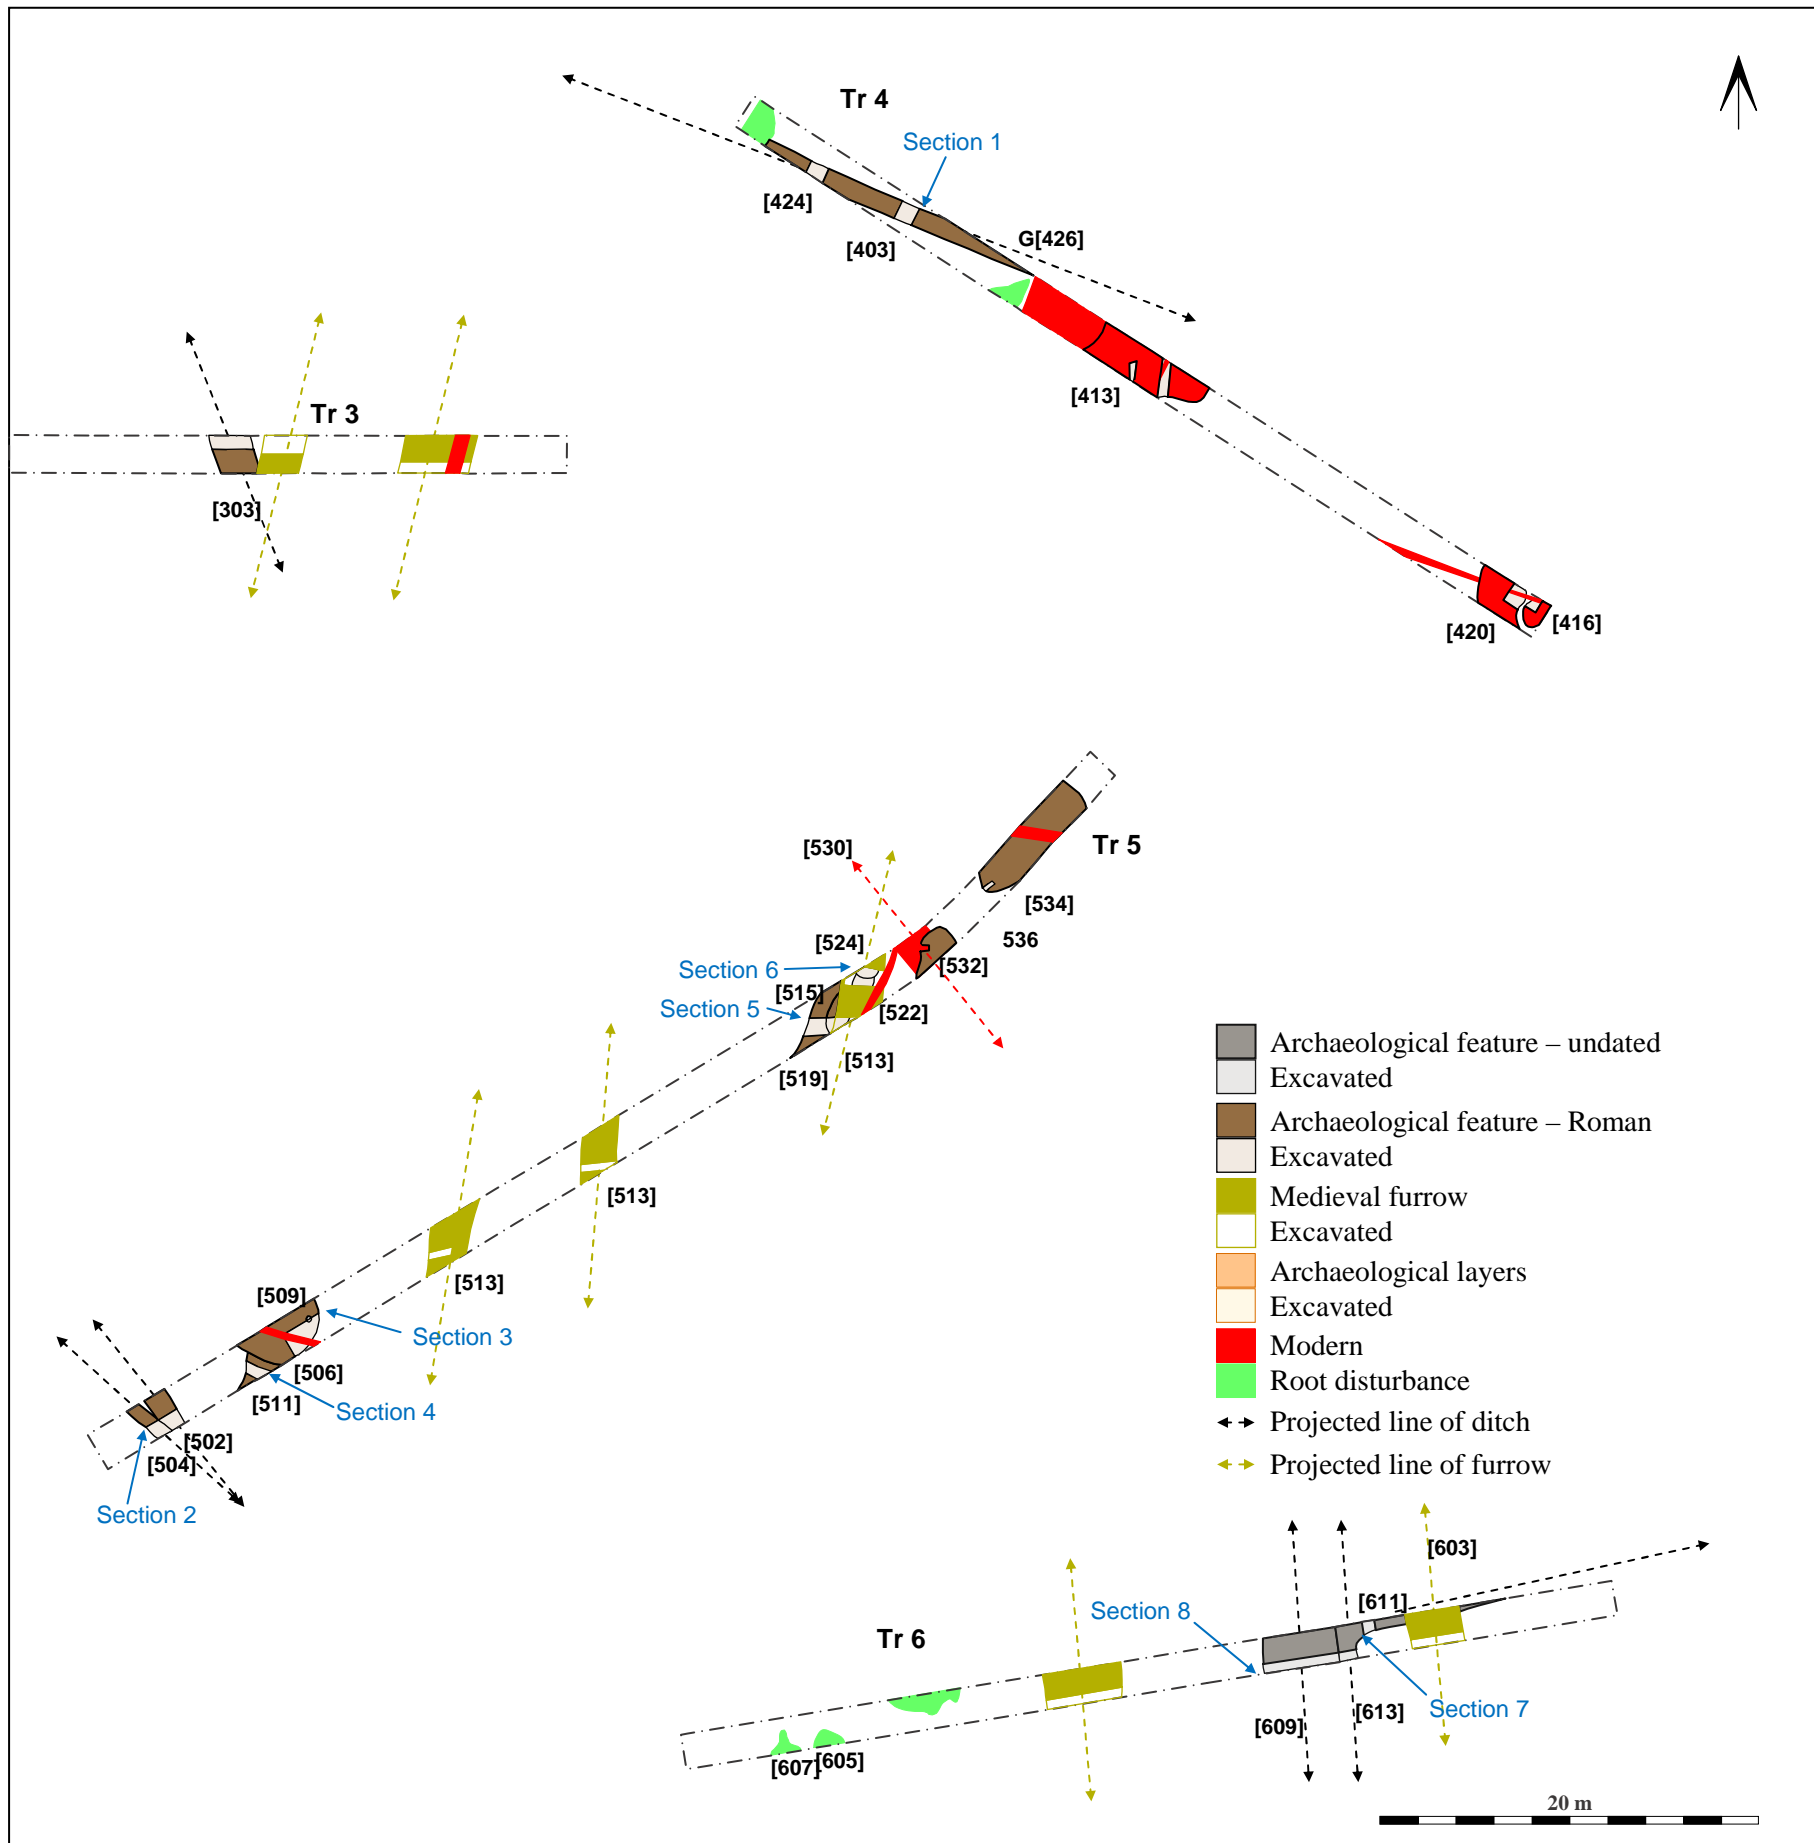 Tr 4
Section 1
[424]
[403]
G[426]
[413]
[420]
[416]
Tr 3
[303]
[530]
Tr 5
[534]
536
[524]
[532]
Section 6
[515]
Section 5
[522]
[513]
[519]
[513]
[513]
[509]
Section 3
[506]
[511]
Section 4
[502]
[504]
Section 2
Archaeological feature – undated
Excavated
Archaeological feature – Roman
Excavated
Medieval furrow
Excavated
Archaeological layers
Excavated
Modern
Root disturbance
Projected line of ditch
Projected line of furrow
[603]
[611]
Section 8
Tr 6
[609]
[613]
Section 7
[607]
[605]
20 m